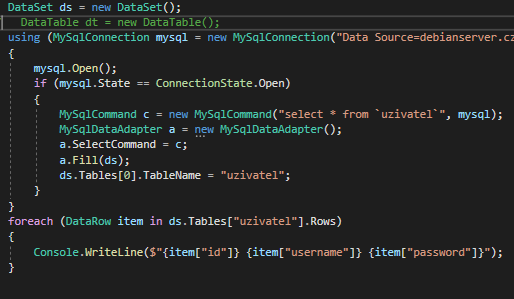 DataSet ds = new DataSet();
DataTable dt = new DataTable();
using (MySqlConnection mysql = new MySqlConnection("Data Source=debianserver.cz
{
mysql.Open();
if (mysql.State == ConnectionState.Open)
{
MySqlCommand c = new MySqlCommand("select * from `uzivatel`", mysql);
MySqlDataAdapter a = new MySqlDataAdapter();
a.SelectCommand = c;
a.Fill(ds);
ds.Tables[0].TableName = "uzivatel";
}
}
foreach (DataRow item in ds.Tables["uzivatel"].Rows)
{
Console.WriteLine($"{item["id"]} {item["username"]} {item["password"]}");
}